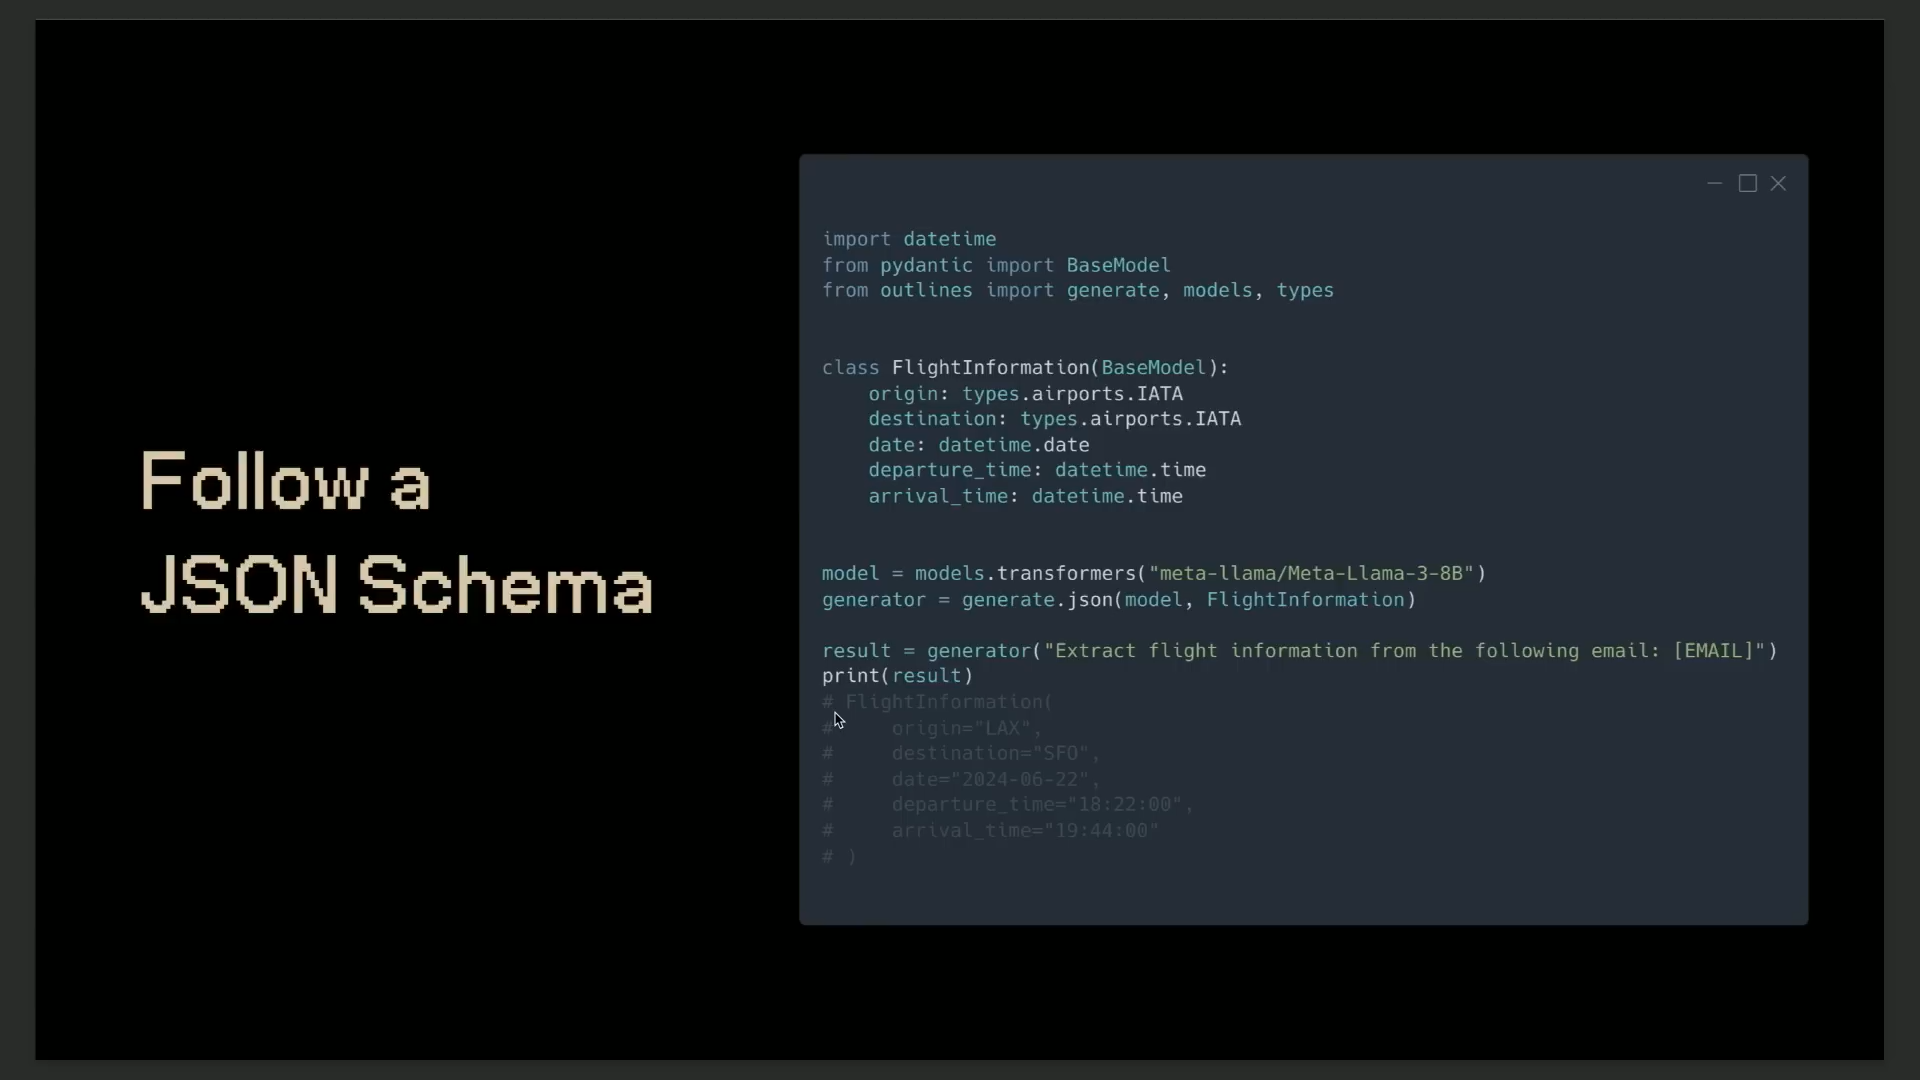 Follow a
JSON Schema
import datetime
from pydantic import BaseModel
from outlines import generate, models, types
class FlightInformation(BaseModel):
    origin: types.airports.IATA
    destination: types.airports.IATA
    date: datetime.date
    departure_time: datetime.time
    arrival_time: datetime.time
model = models.transformers("meta-llama/Meta-Llama-3-8B")
generator = generate.json(model, FlightInformation)
result = generator("Extract flight information from the following email: [EMAIL]")
print(result)
# FlightInformation(
#     origin="LAX",
#     destination="SFO",
#     date="2024-06-22",
#     departure_time="18:22:00",
#     arrival_time="19:44:00"
# )